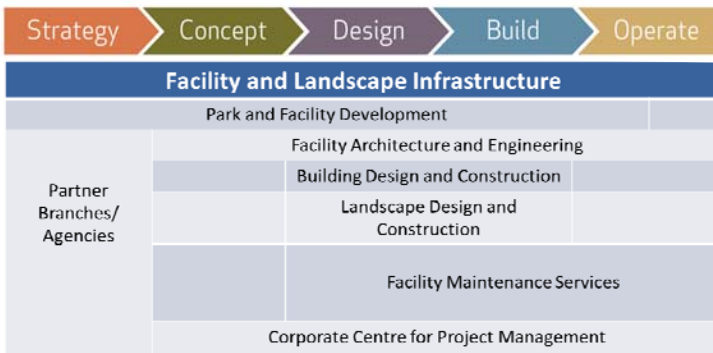 Strategy
Concept
Design
Build
Operate
Facility and Landscape Infrastructure
Park and Facility Development
Facility Architecture and Engineering
Building Design and Construction
Partner
Branches/
Agencies
Landscape Design and
Construction
Facility Maintenance Services
Corporate Centre for Project Management